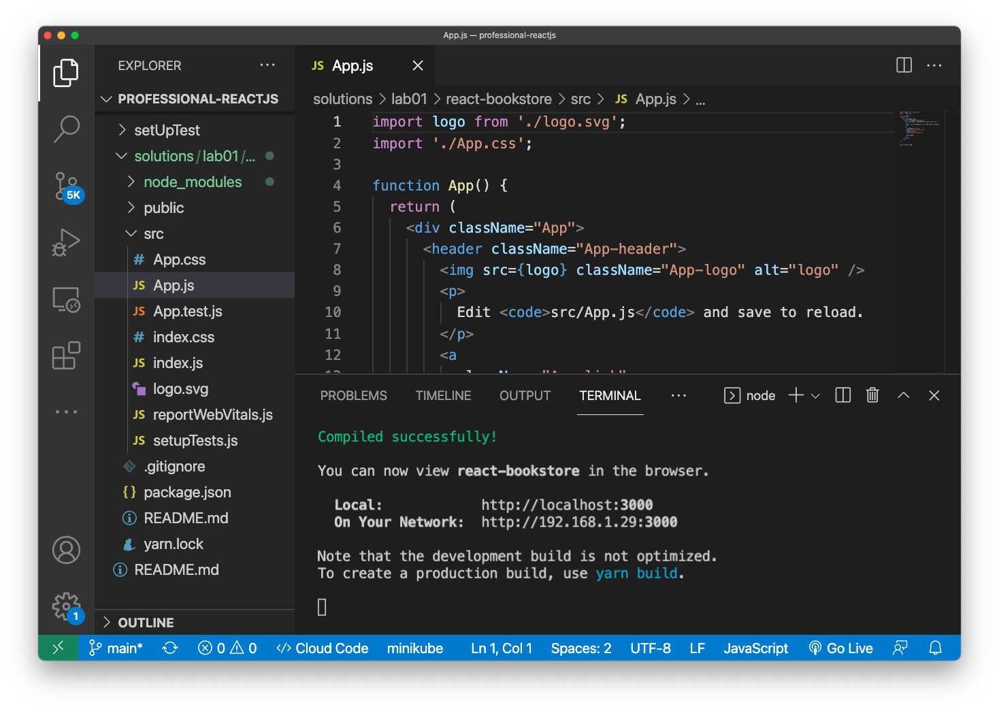 App.js — professional-reactjs
EXPLORER
PROFESSIONAL-REACTJS
setUpTest
solutions/lab01/...
node_modules
public
src
# App.css
JS App.js
JS App.test.js
# index.css
JS index.js
logo.svg
JS reportWebVitals.js
JS setupTests.js
.gitignore
{} package.json
README.md
yarn.lock
README.md
OUTLINE
5K
1
JS App.js
solutions > lab01 > react-bookstore > src > JS App.js > ...
1 import logo from './logo.svg';
2 import './App.css';
3
4 function App() {
5 return (
6 <div className="App">
7 <header className="App-header">
8 <img src={logo} className="App-logo" alt="logo" />
9 <p>
10 Edit <code>src/App.js</code> and save to reload.
11 </p>
12 <a
PROBLEMS TIMELINE OUTPUT TERMINAL ... node
Compiled successfully!
You can now view react-bookstore in the browser.
Local: http://localhost:3000
On Your Network: http://192.168.1.29:3000
Note that the development build is not optimized.
To create a production build, use yarn build.
main* 0 0 </> Cloud Code minikube Ln 1, Col 1 Spaces: 2 UTF-8 LF JavaScript Go Live